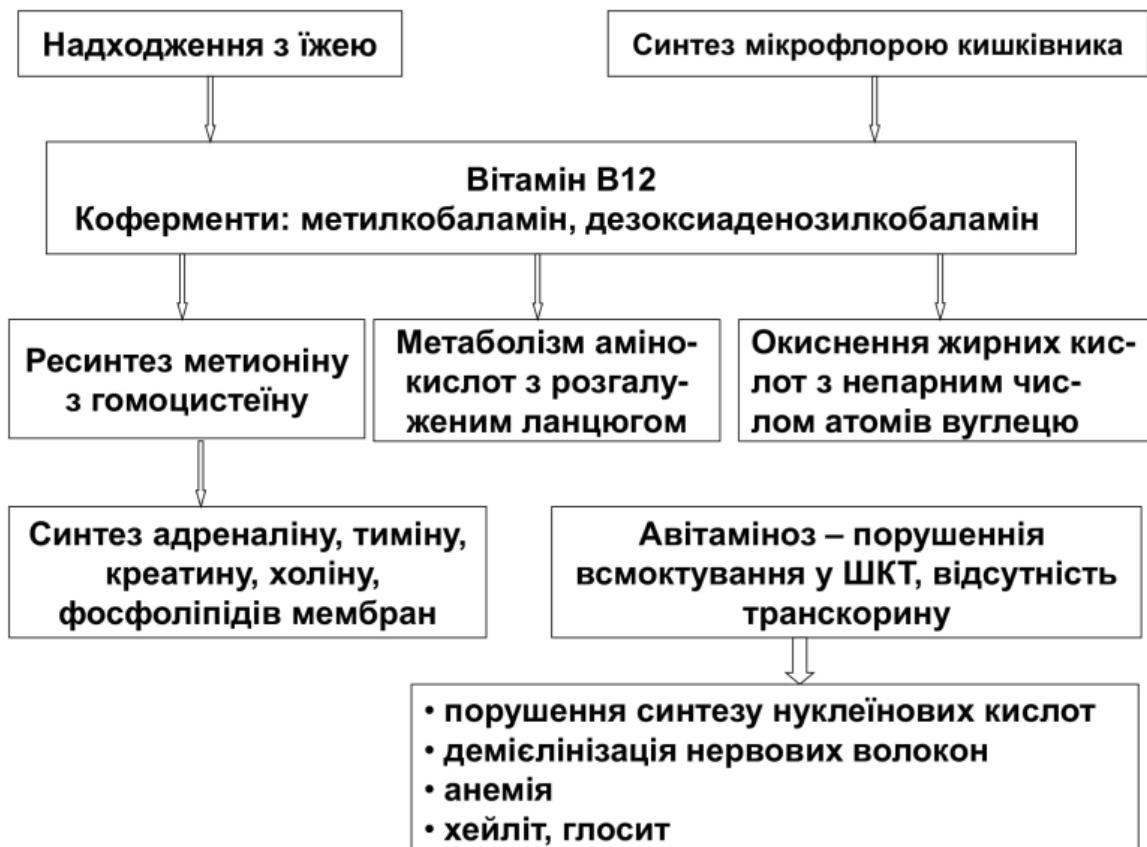 Надходження з їжею
Синтез мікрофлорою кишківника
Вітамін В12
Коферменти: метилкобаламін, дезоксиаденозилкобаламін
Ресинтез метионіну
з гомоцистеїну
Метаболізм аміно-
кислот з розгалу-
женим ланцюгом
Окиснення жирних кис-
лот з непарним чис-
лом атомів вуглецю
Синтез адреналіну, тиміну,
креатину, холіну,
фосфоліпідів мембран
Авітаміноз – порушеннія
всмоктування у ШКТ, відсутність
транскорину
• порушення синтезу нуклеїнових кислот
• демієлінізація нервових волокон
• анемія
• хейліт, глосит